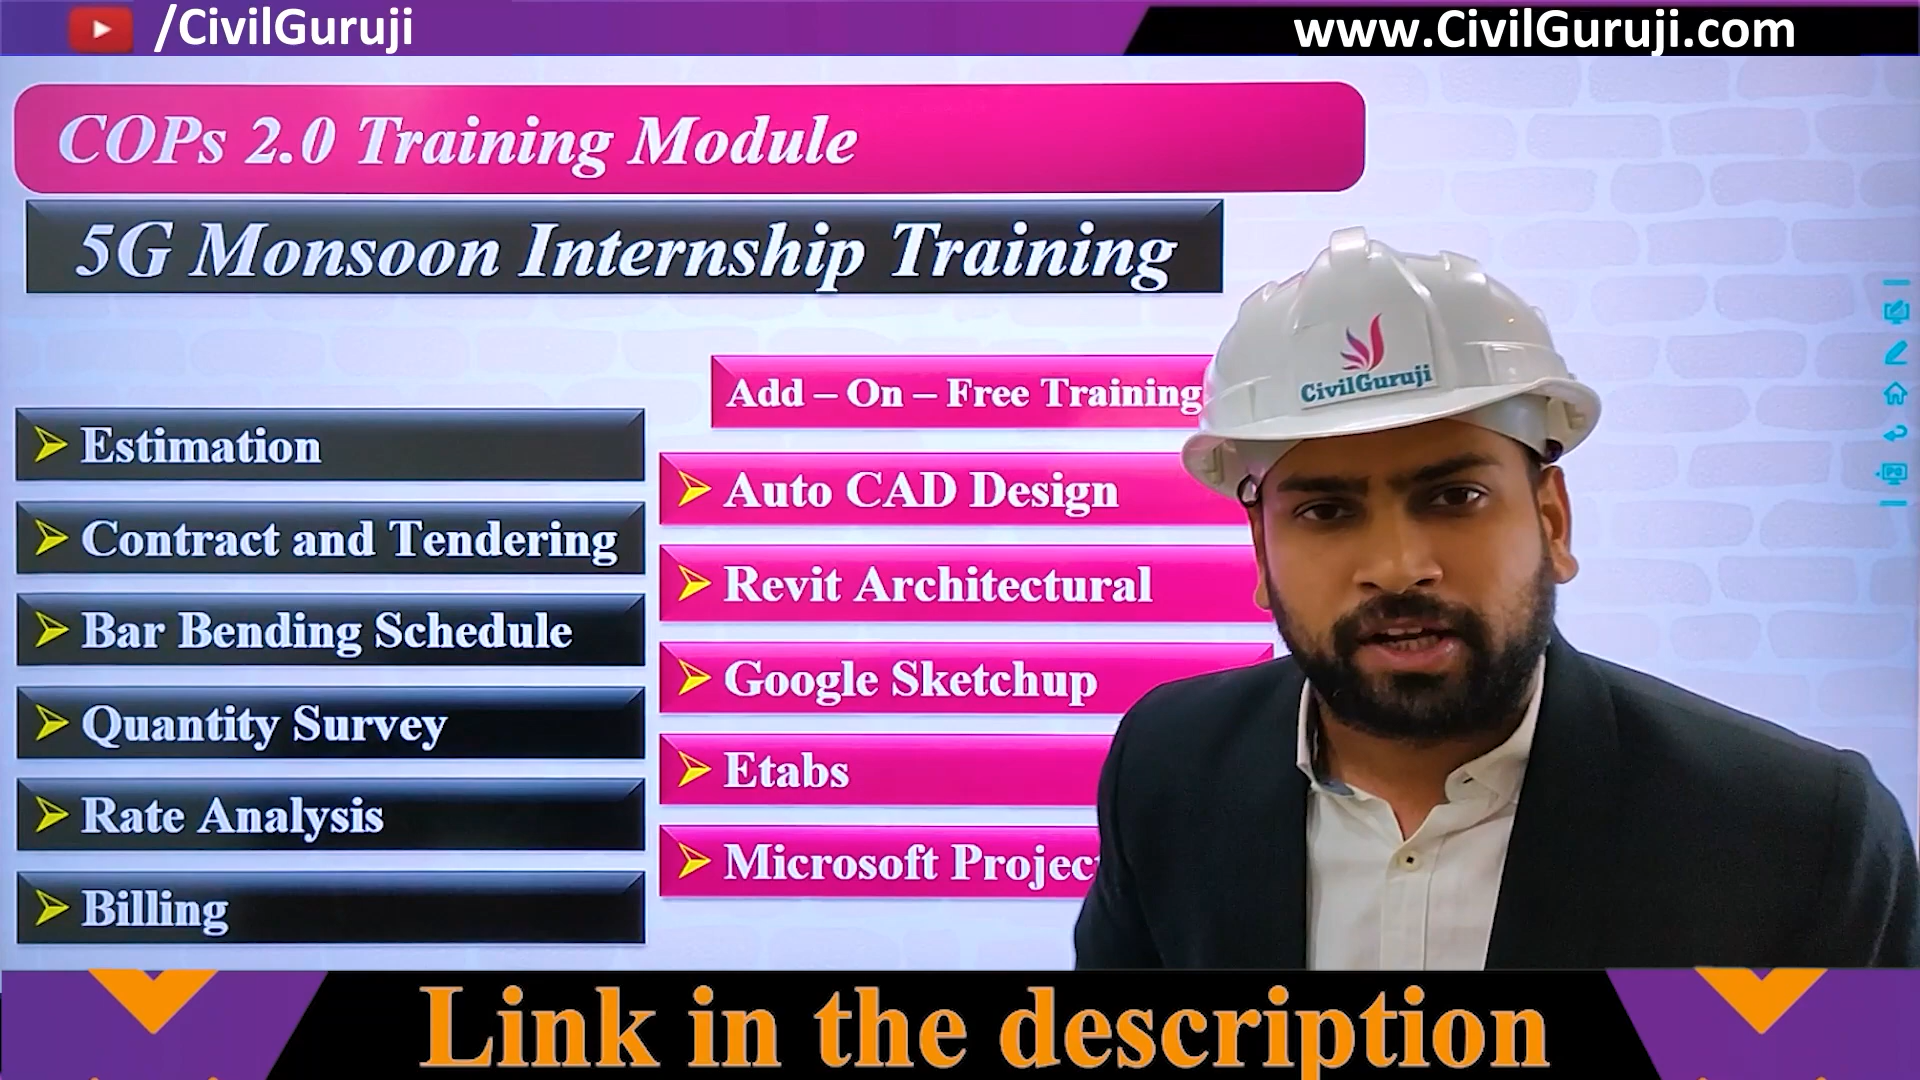 /CivilGuruji
www.CivilGuruji.com
COPs 2.0 Training Module
5G Monsoon Internship Training
Add – On – Free Training
Estimation
Contract and Tendering
Bar Bending Schedule
Quantity Survey
Rate Analysis
Billing
Auto CAD Design
Revit Architectural
Google Sketchup
Etabs
Microsoft Project
CivilGuruji
PQ
Link in the description